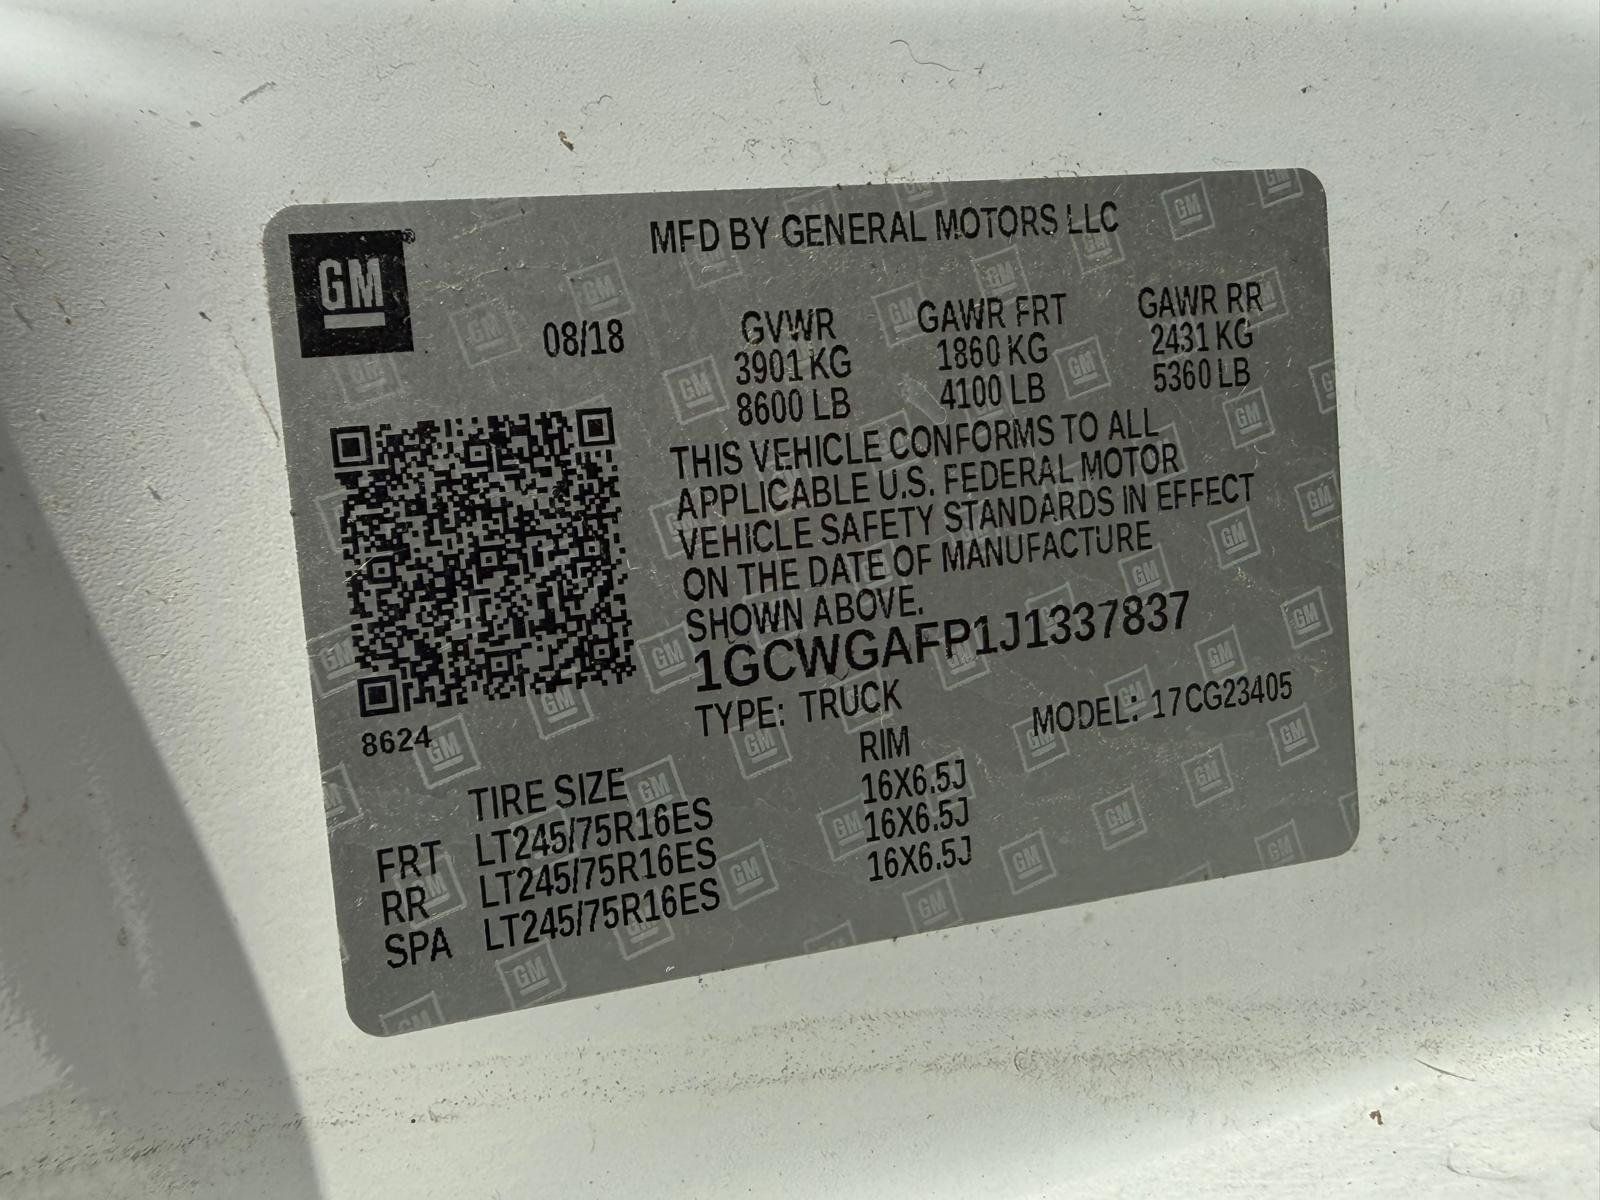 MFD BY GENERAL MOTORS LLC
GM®
08/18
GVWR GAWR FRT GAWR RR
3901 KG 1860 KG 2431 KG
8600 LB 4100 LB 5360 LB
THIS VEHICLE CONFORMS TO ALL
APPLICABLE U.S. FEDERAL MOTOR
VEHICLE SAFETY STANDARDS IN EFFECT
ON THE DATE OF MANUFACTURE
SHOWN ABOVE.
1GCWGAFP1J1337837
TYPE: TRUCK MODEL: 17CG23405
8624
TIRE SIZE RIM
FRT LT245/75R16ES 16X6.5J
RR LT245/75R16ES 16X6.5J
SPA LT245/75R16ES 16X6.5J